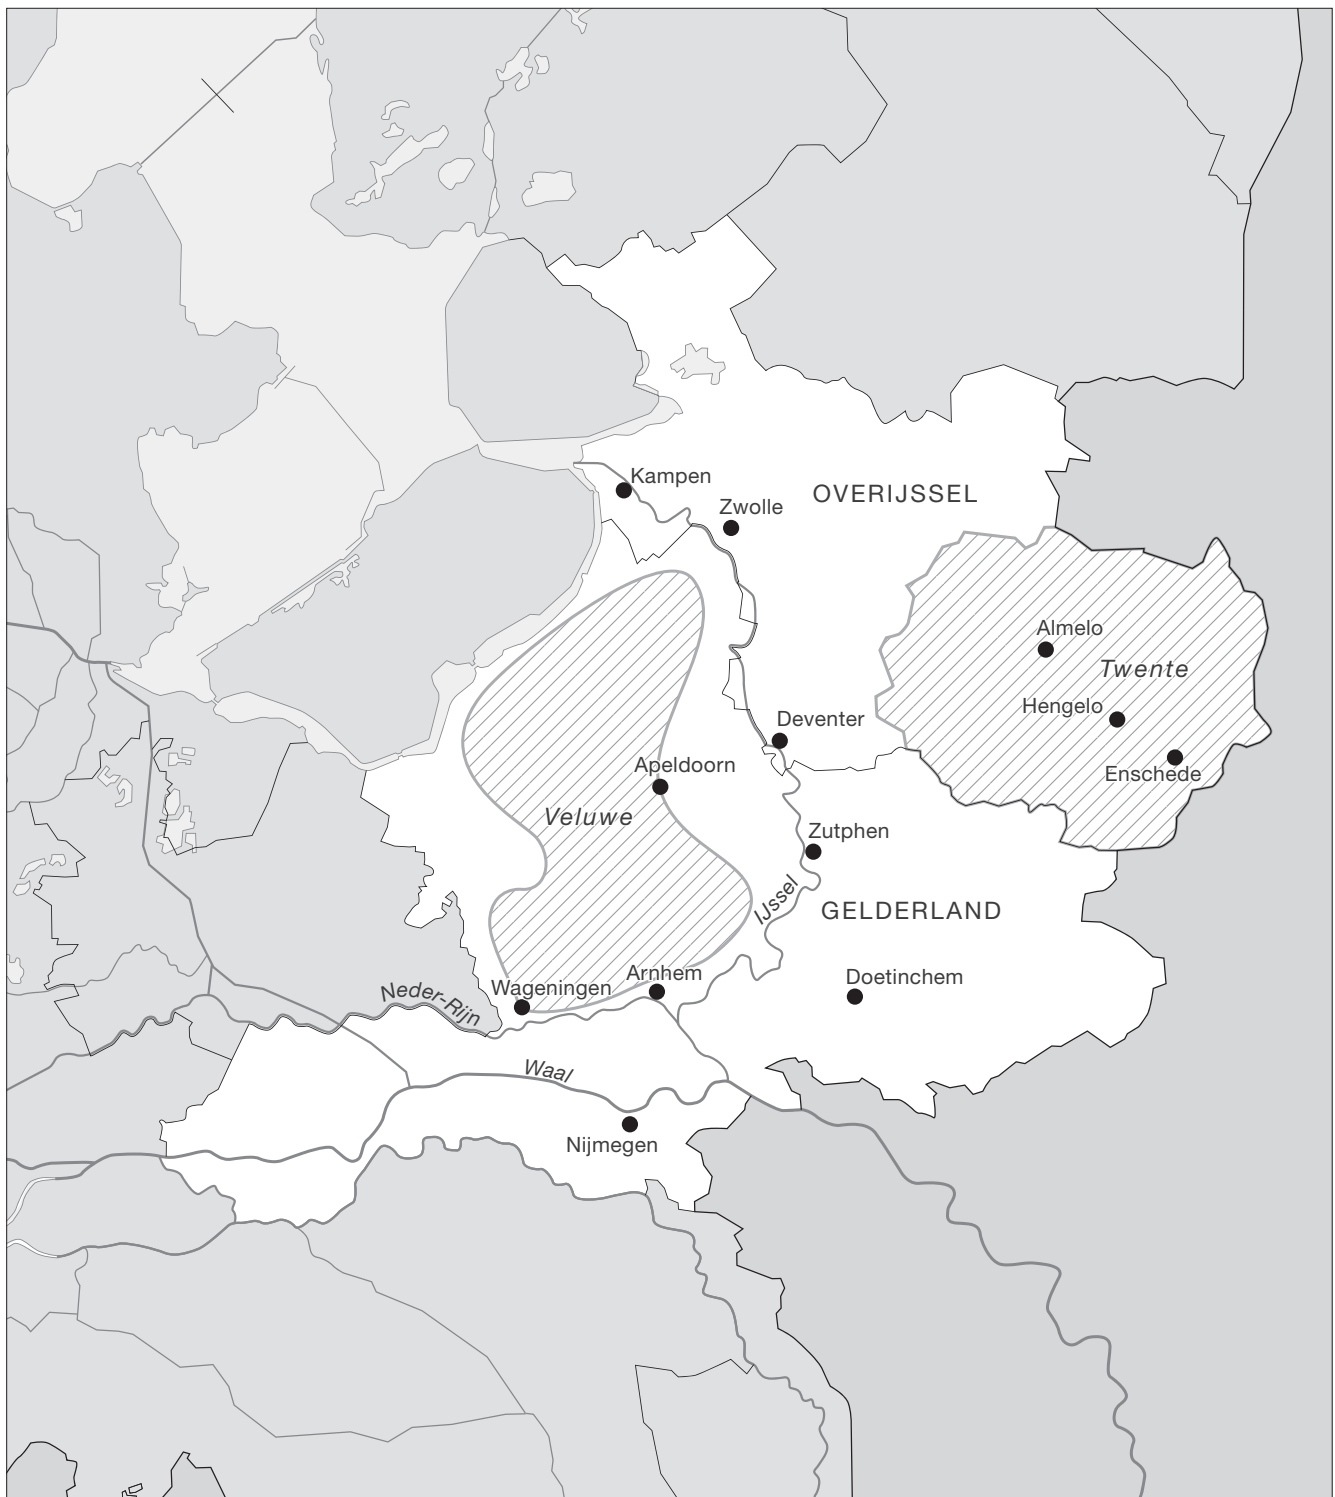 Kampen
Zwolle
OVERIJSSEL
Almelo
Twente
Hengelo
Deventer
Enschede
Apeldoorn
Veluwe
Zutphen
IJssel
GELDERLAND
Arnhem
Doetinchem
Wageningen
Neder-Rijn
Waal
Nijmegen